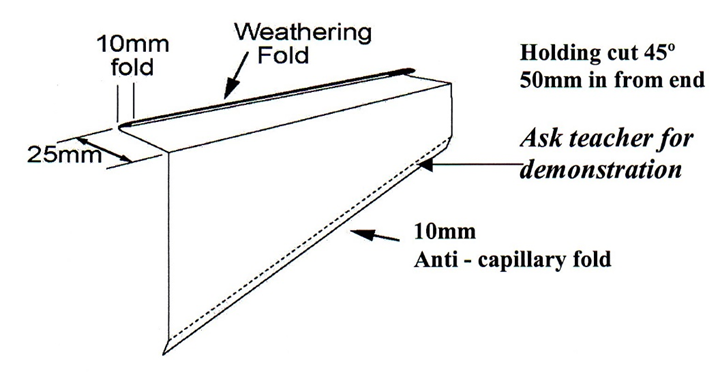 Weathering
Fold
10mm
fold
25mm
Holding cut 45º
50mm in from end
Ask teacher for
demonstration
10mm
Anti - capillary fold